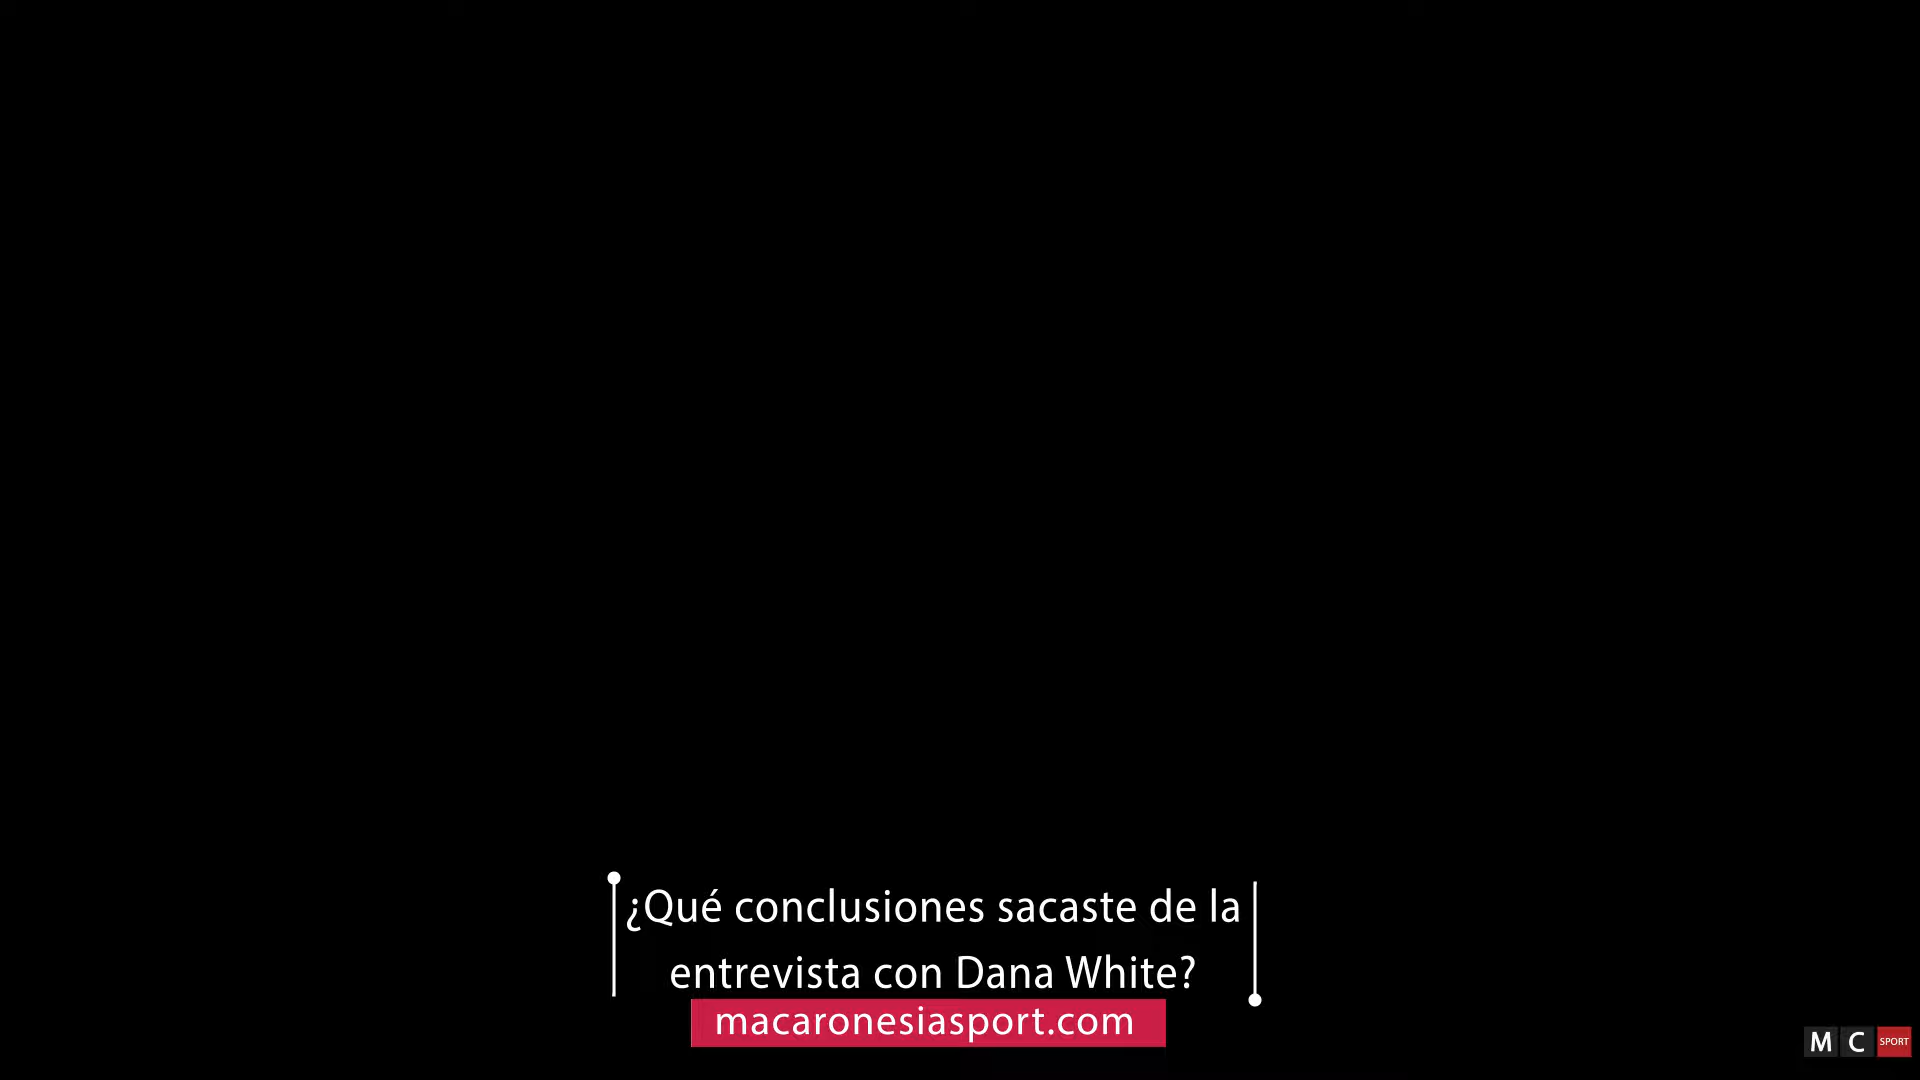 ¿Qué conclusiones sacaste de la
entrevista con Dana White?
macaronesiasport.com
M C SPORT